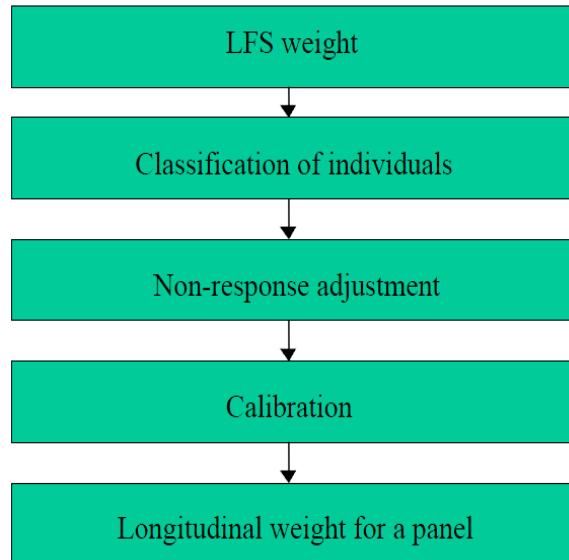 LFS weight
Classification of individuals
Non-response adjustment
Calibration
Longitudinal weight for a panel